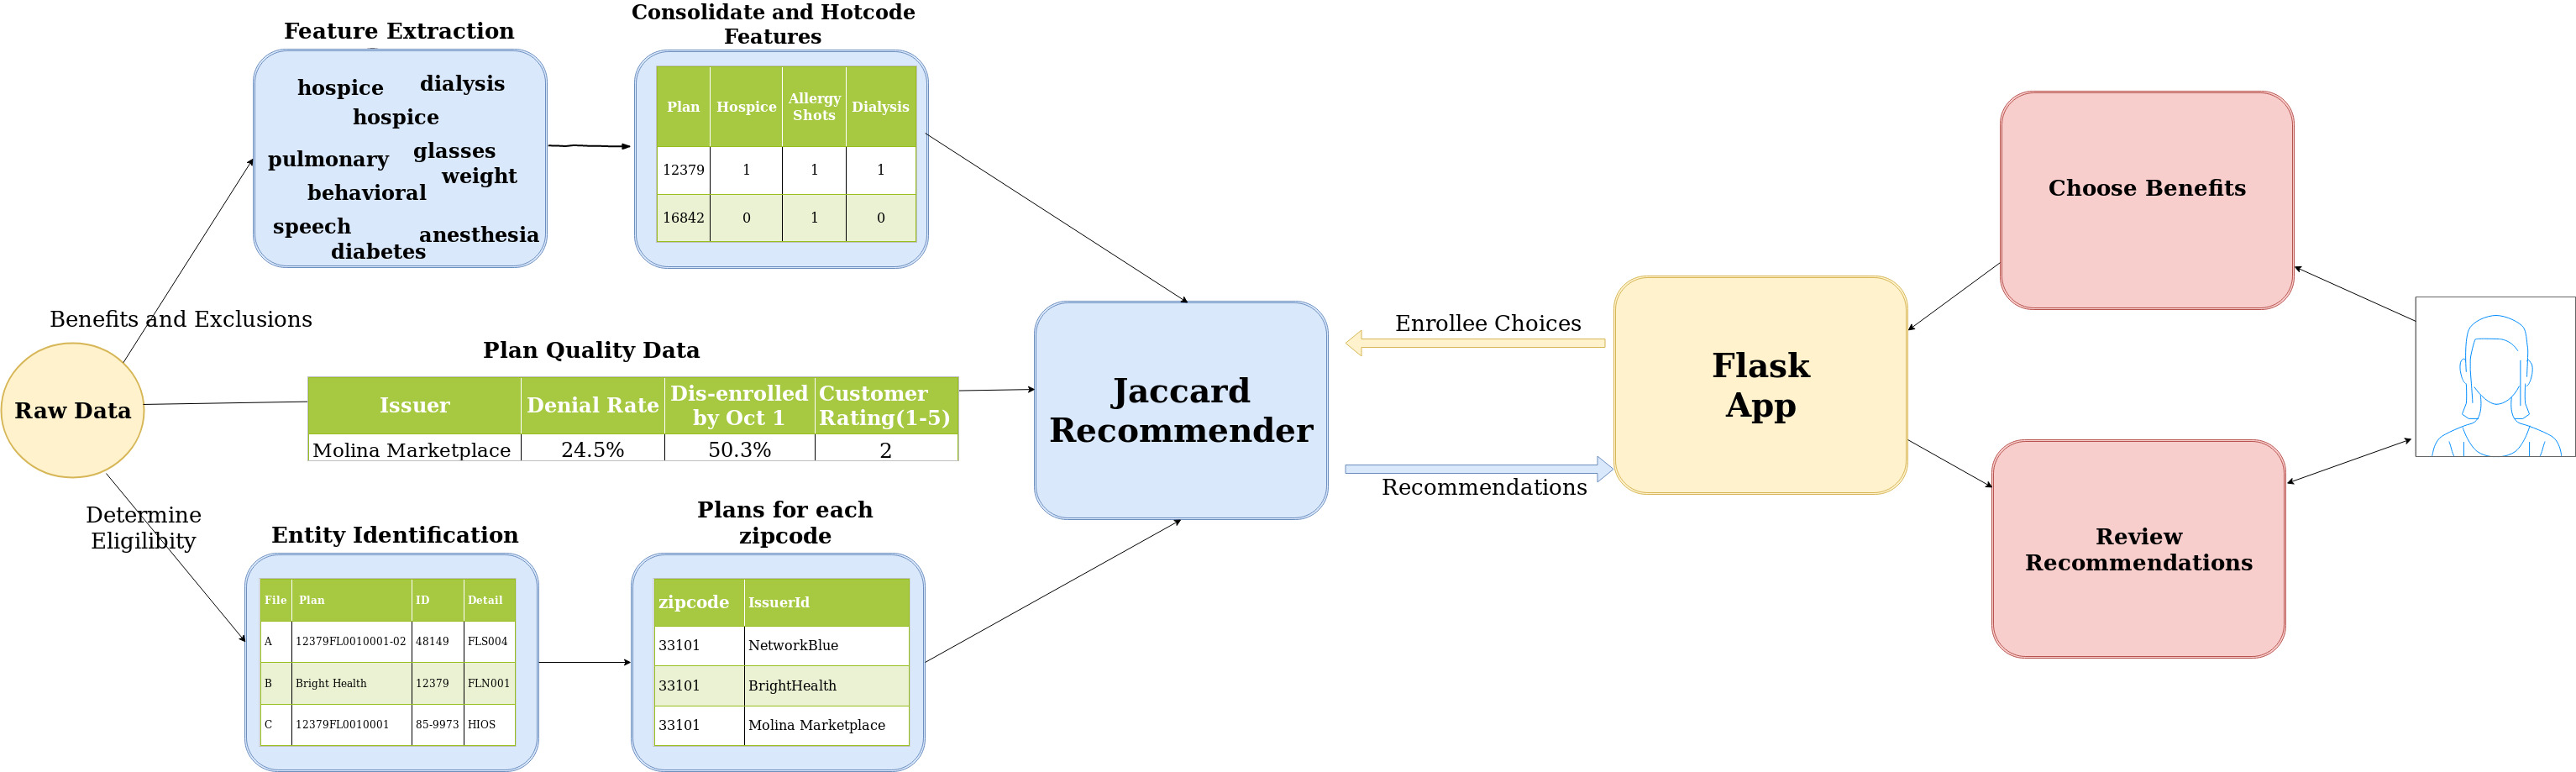 Feature Extraction
hospice
dialysis
hospice
pulmonary
glasses
weight
behavioral
speech
anesthesia
diabetes
Consolidate and Hotcode
Features
Plan Hospice Allergy Shots Dialysis
12379 1 1 1
16842 0 1 0
Benefits and Exclusions
Raw Data
Plan Quality Data
Issuer Denial Rate Dis-enrolled by Oct 1 Customer Rating(1-5)
Molina Marketplace 24.5% 50.3% 2
Determine
Eligilibity
Entity Identification
File Plan ID Detail
A 12379FL0010001-02 48149 FLS004
B Bright Health 12379 FLN001
C 12379FL0010001 85-9973 HIOS
Plans for each
zipcode
zipcode IssuerId
33101 NetworkBlue
33101 BrightHealth
33101 Molina Marketplace
Jaccard
Recommender
Enrollee Choices
Recommendations
Flask
App
Choose Benefits
Review
Recommendations